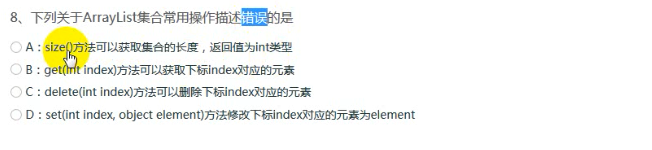 8、下列关于ArrayList集合常用操作描述错误的是
A：size()方法可以获取集合的长度，返回值为int类型
B：get(int index)方法可以获取下标index对应的元素
C：delete(int index)方法可以删除下标index对应的元素
D：set(int index, object element)方法修改下标index对应的元素为element